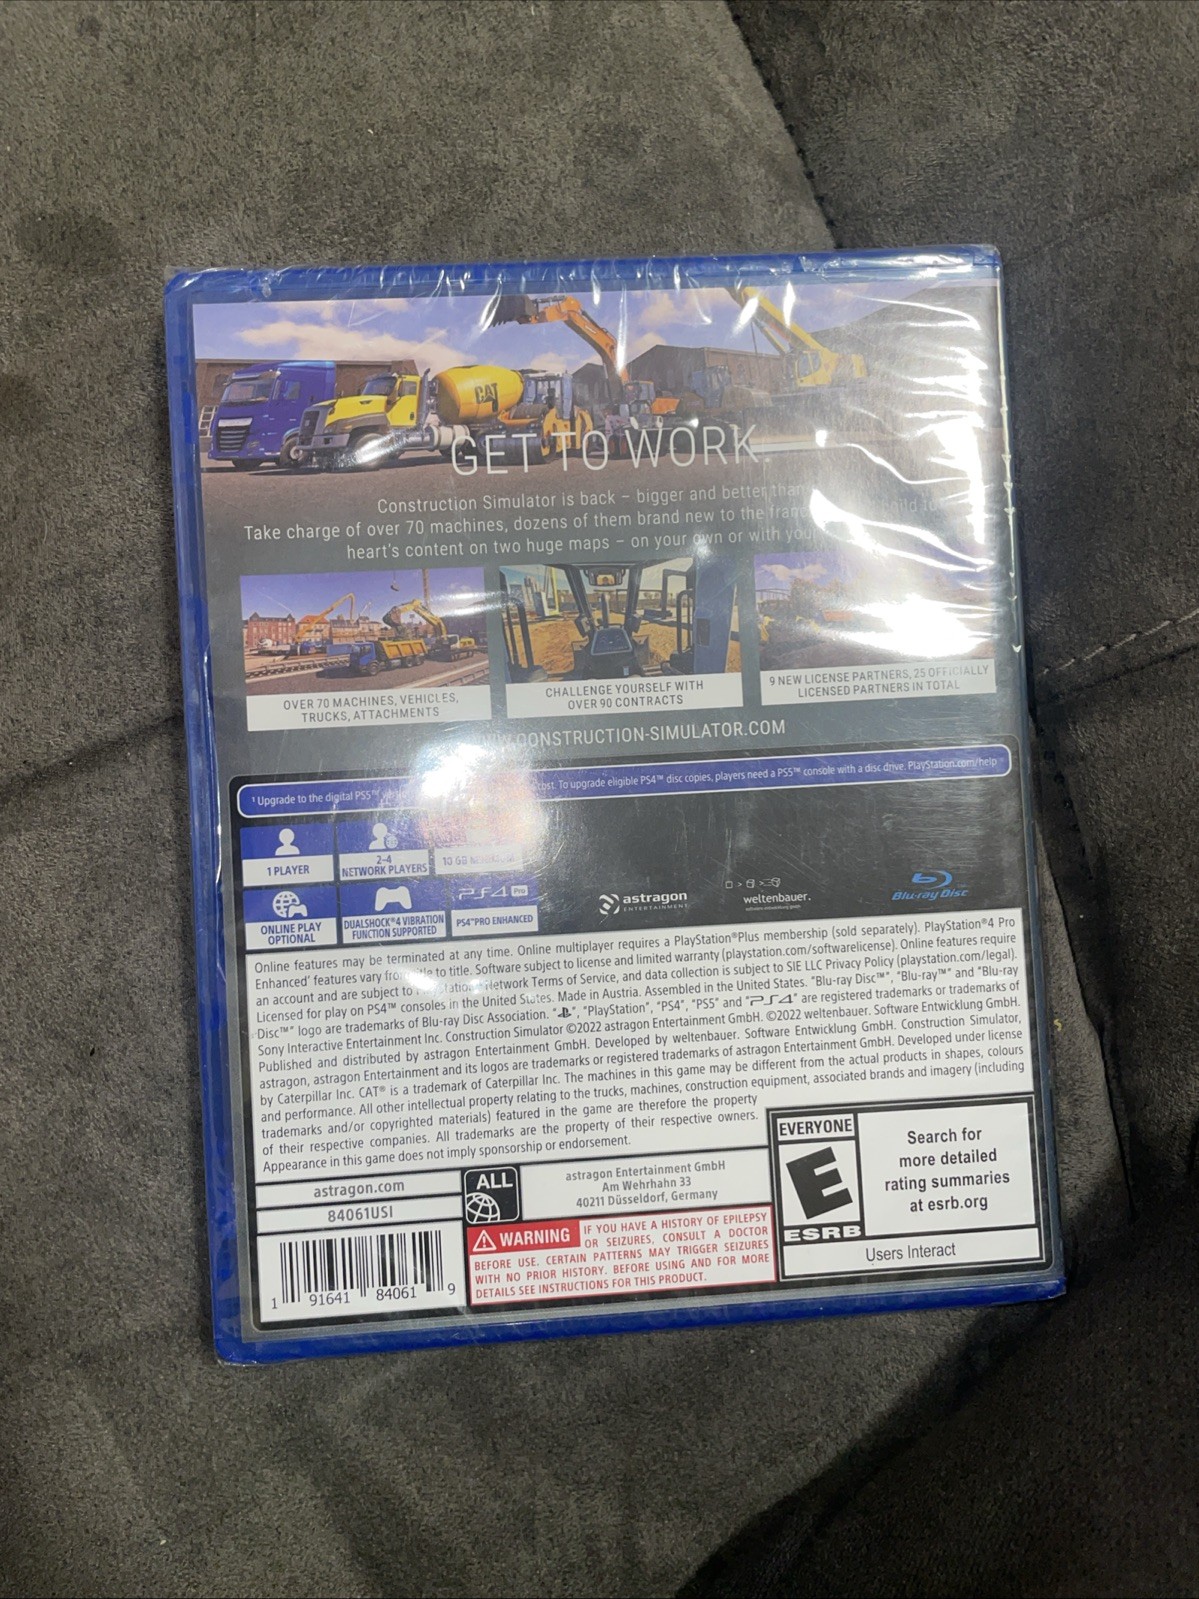 CAT
GET TO WORK.
Construction Simulator is back – bigger and better than
Take charge of over 70 machines, dozens of them brand new to the build to
heart's content on two huge maps – on your own or with
OVER 70 MACHINES, VEHICLES,
TRUCKS, ATTACHMENTS
CHALLENGE YOURSELF WITH
OVER 90 CONTRACTS
9 NEW LICENSE PARTNERS, 25 OFFICIALLY
LICENSED PARTNERS IN TOTAL
CONSTRUCTION-SIMULATOR.COM
¹ Upgrade to the digital PS5™ cost. To upgrade eligible PS4™ disc copies, players need a PS5™ console with a disc drive. PlayStation.com/help
1 PLAYER
2-4
NETWORK PLAYERS
10 GB
ONLINE PLAY
OPTIONAL
DUALSHOCK®4 VIBRATION
FUNCTION SUPPORTED
PS4 Pro
PS4™PRO ENHANCED
astragon
ENTERTAINMENT
weltenbauer.
Blu-ray Disc
Online features may be terminated at any time. Online multiplayer requires a PlayStation®Plus membership (sold separately). PlayStation®4 Pro
Enhanced' features vary from title to title. Software subject to license and limited warranty (playstation.com/softwarelicense). Online features require
an account and are subject to Network Terms of Service, and data collection is subject to SIE LLC Privacy Policy (playstation.com/legal).
Licensed for play on PS4™ consoles in the United States. Made in Austria. Assembled in the United States. "Blu-ray Disc™", "Blu-ray™" and "Blu-ray
Disc™" logo are trademarks of Blu-ray Disc Association. "", "PlayStation", "PS4", "PS5" and "PS4" are registered trademarks or trademarks of
Sony Interactive Entertainment Inc. Construction Simulator ©2022 astragon Entertainment GmbH. ©2022 weltenbauer. Software Entwicklung GmbH.
Published and distributed by astragon Entertainment GmbH. Developed by weltenbauer. Software Entwicklung GmbH. Construction Simulator,
astragon, astragon Entertainment and its logos are trademarks or registered trademarks of astragon Entertainment GmbH. Developed under license
by Caterpillar Inc. CAT® is a trademark of Caterpillar Inc. The machines in this game may be different from the actual products in shapes, colours
and performance. All other intellectual property relating to the trucks, machines, construction equipment, associated brands and imagery (including
trademarks and/or copyrighted materials) featured in the game are therefore the property
of their respective companies. All trademarks are the property of their respective owners.
Appearance in this game does not imply sponsorship or endorsement.
astragon.com
84061USI
1 91641 84061 9
ALL
astragon Entertainment GmbH
Am Wehrhahn 33
40211 Düsseldorf, Germany
WARNING IF YOU HAVE A HISTORY OF EPILEPSY
OR SEIZURES, CONSULT A DOCTOR
BEFORE USE. CERTAIN PATTERNS MAY TRIGGER SEIZURES
WITH NO PRIOR HISTORY. BEFORE USING AND FOR MORE
DETAILS SEE INSTRUCTIONS FOR THIS PRODUCT.
EVERYONE
E
ESRB
Search for
more detailed
rating summaries
at esrb.org
Users Interact